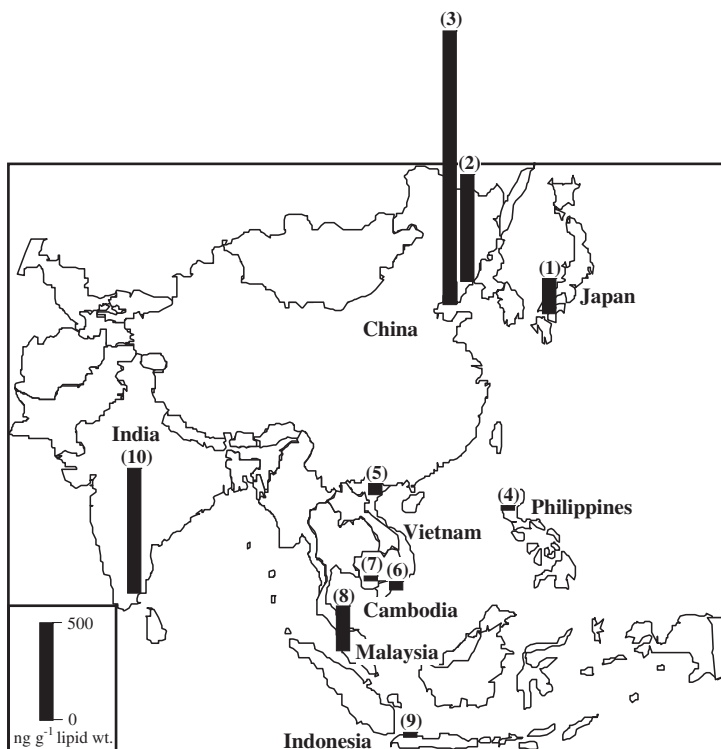 (3)
(2)
(1)
Japan
China
India
(10)
(5)
(4)
Philippines
Vietnam
(7)
(6)
(8)
Cambodia
500
Malaysia
0
(9)
ng g⁻¹ lipid wt.
Indonesia